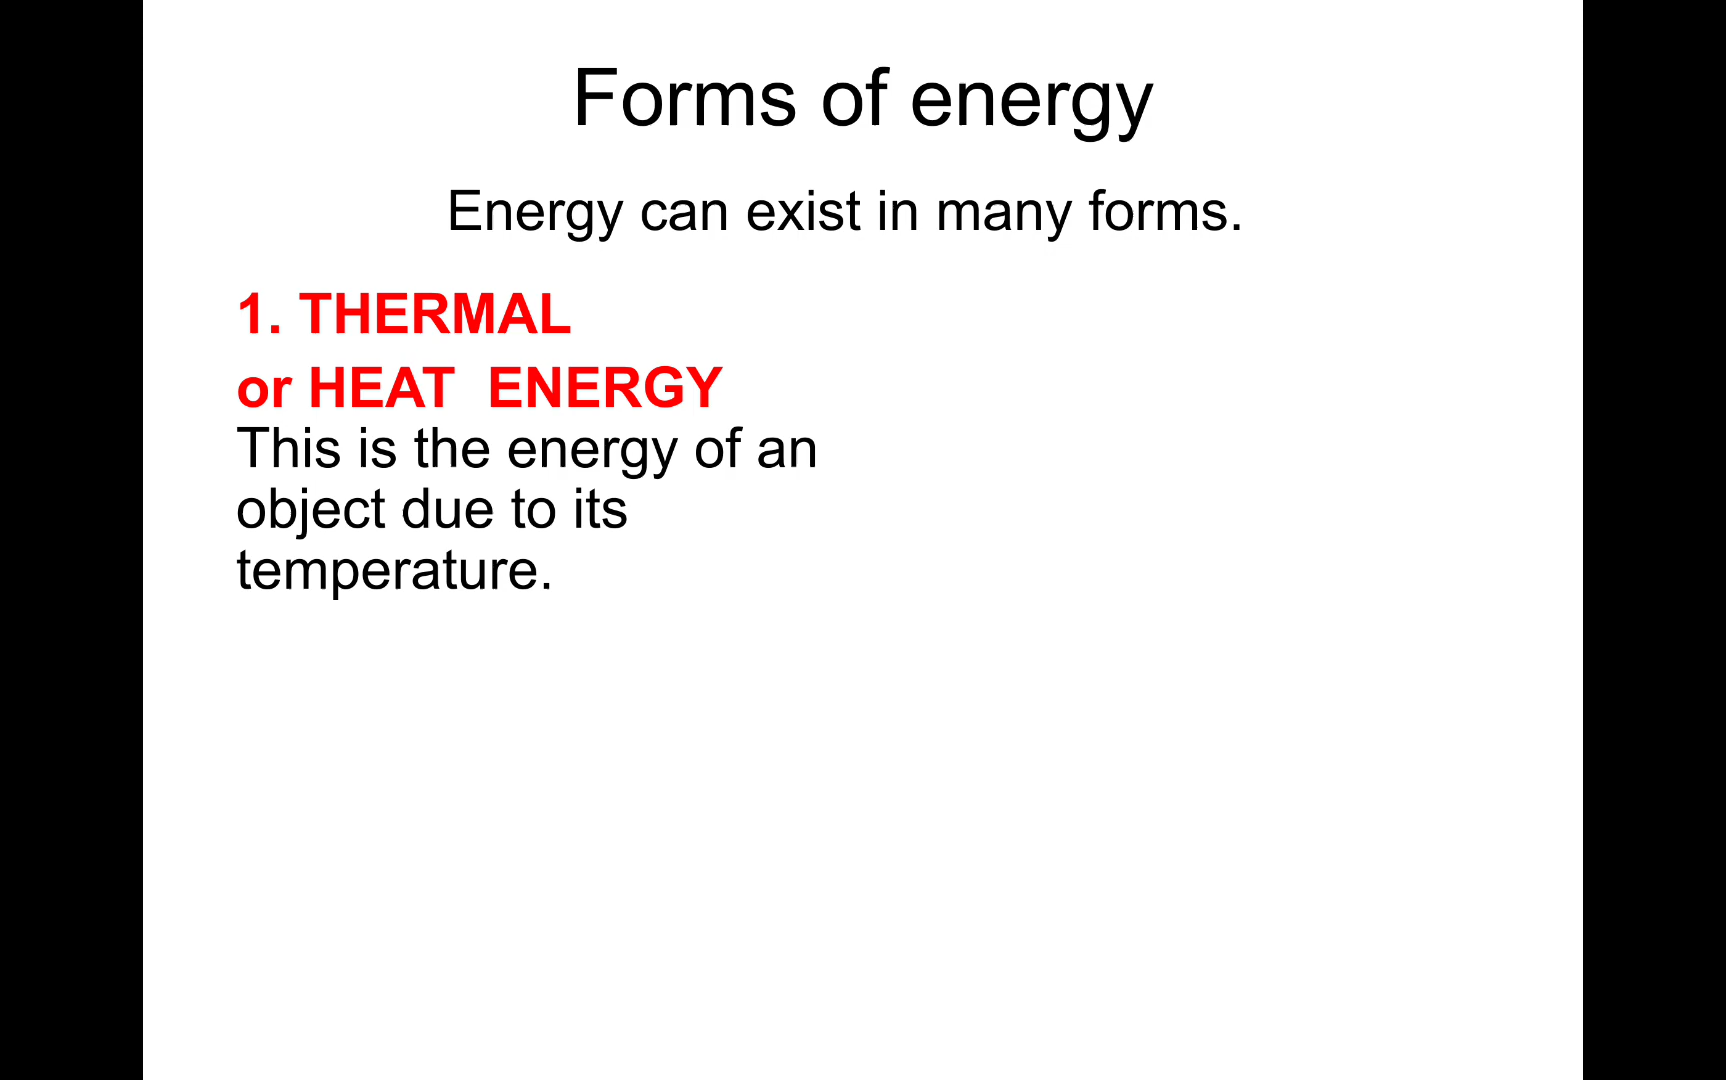 Forms of energy
Energy can exist in many forms.
1. THERMAL
or HEAT  ENERGY
This is the energy of an
object due to its
temperature.